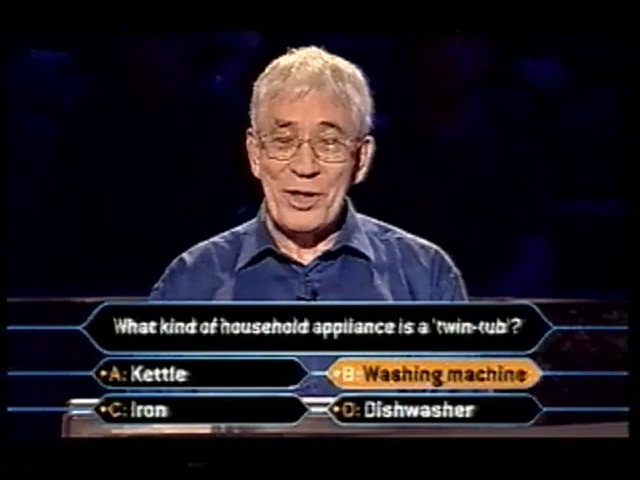 What kind of household appliance is a 'twin-tub'?
A: Kettle
B: Washing machine
C: Iron
D: Dishwasher